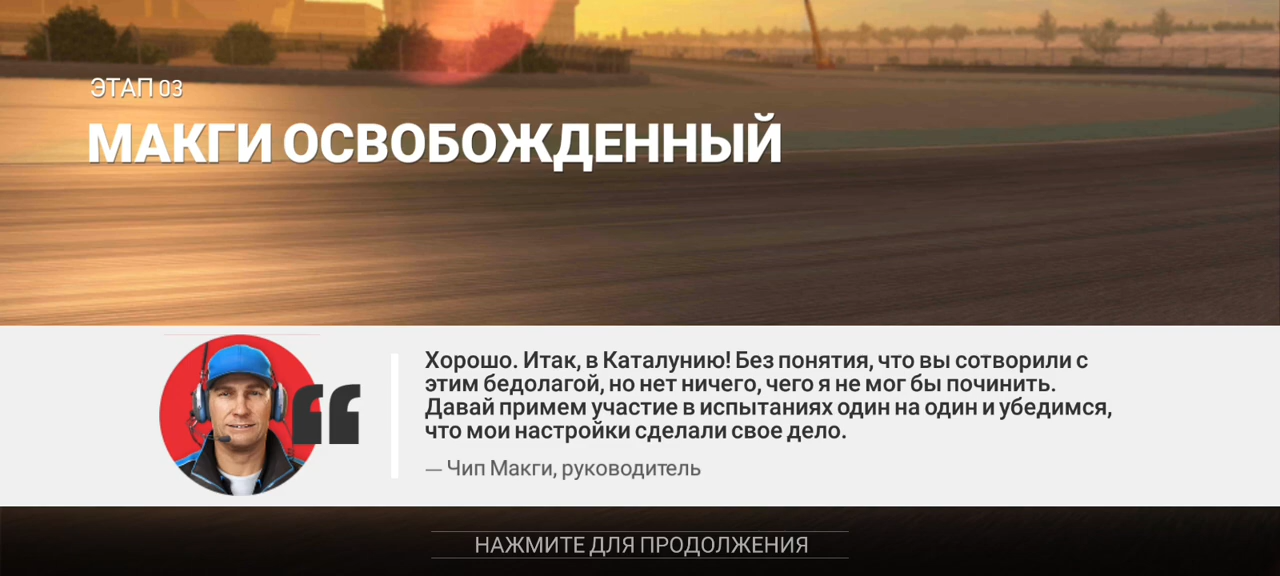 ЭТАП 03
МАКГИ ОСВОБОЖДЕННЫЙ
Хорошо. Итак, в Каталунию! Без понятия, что вы сотворили с
этим бедолагой, но нет ничего, чего я не мог бы починить.
Давай примем участие в испытаниях один на один и убедимся,
что мои настройки сделали свое дело.
— Чип Макги, руководитель
НАЖМИТЕ ДЛЯ ПРОДОЛЖЕНИЯ